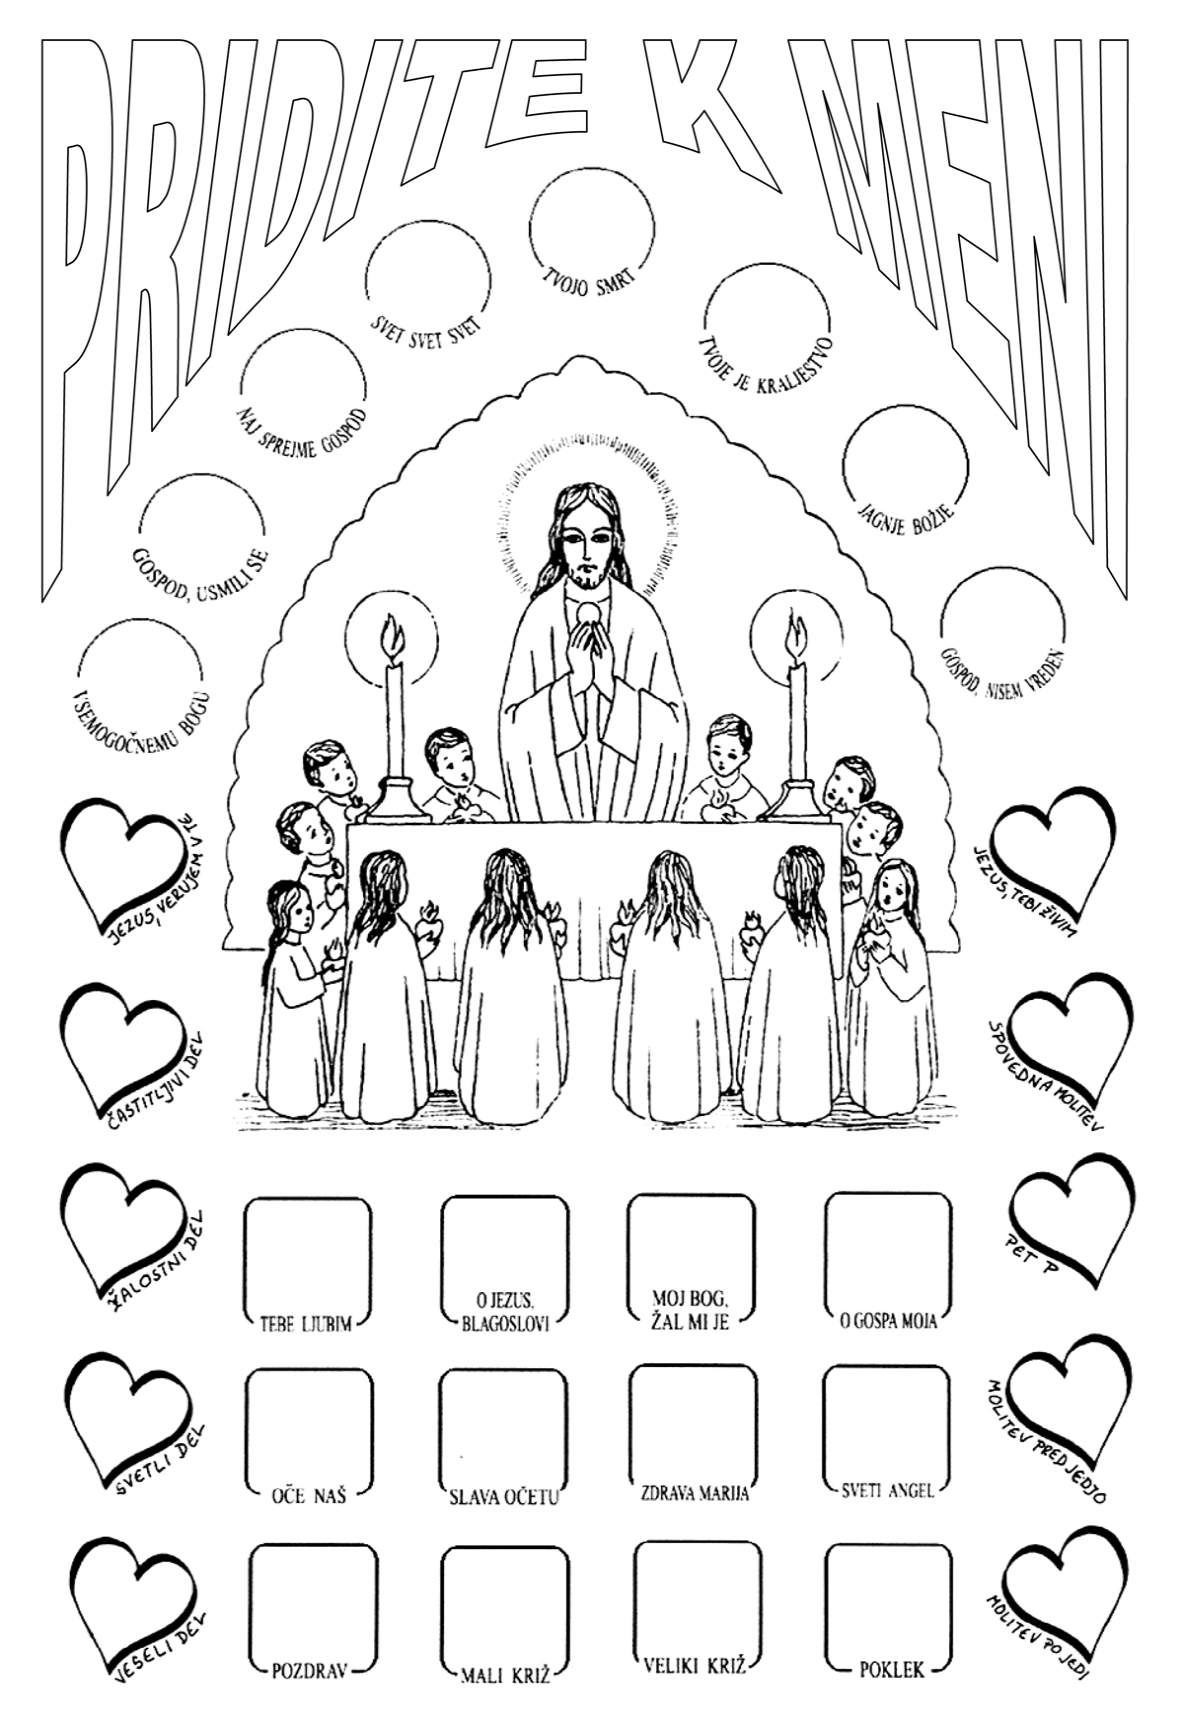 PRIDITE K MENI
TVOJO SMRT
SVET SVET SVET
TVOJE JE KRALJESTVO
NAJ SPREJME GOSPOD
JAGNJE BOŽJE
GOSPOD, USMILI SE
GOSPOD, NISEM VREDEN
VSEMOGOČNEMU BOGU
JEZUS, VERUJEM V TE
JEZUS, TEBI ŽIVIM
ČASTITLJIVI DEL
SPOVEDNA MOLITEV
ŽALOSTNI DEL
PET P
TEBE LJUBIM
O JEZUS,
BLAGOSLOVI
MOJ BOG,
ŽAL MI JE
O GOSPA MOJA
SVETLI DEL
MOLITEV PRED JEDJO
OČE NAŠ
SLAVA OČETU
ZDRAVA MARIJA
SVETI ANGEL
VESELI DEL
MOLITEV PO JEDI
POZDRAV
MALI KRIŽ
VELIKI KRIŽ
POKLEK